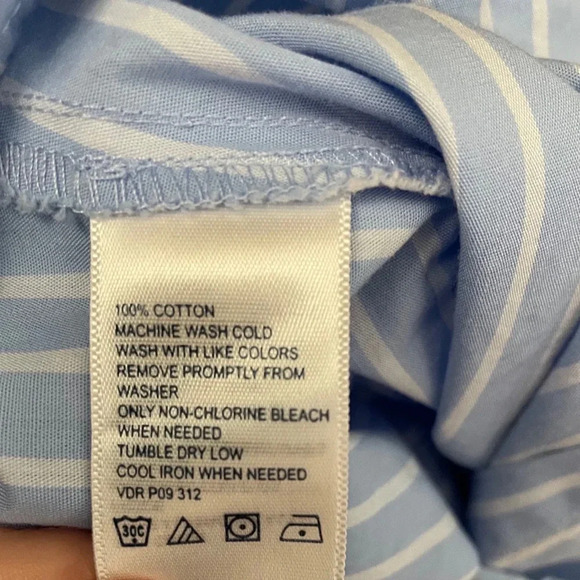 100% COTTON
MACHINE WASH COLD
WASH WITH LIKE COLORS
REMOVE PROMPTLY FROM
WASHER
ONLY NON-CHLORINE BLEACH
WHEN NEEDED
TUMBLE DRY LOW
COOL IRON WHEN NEEDED
VDR P09 312
30C